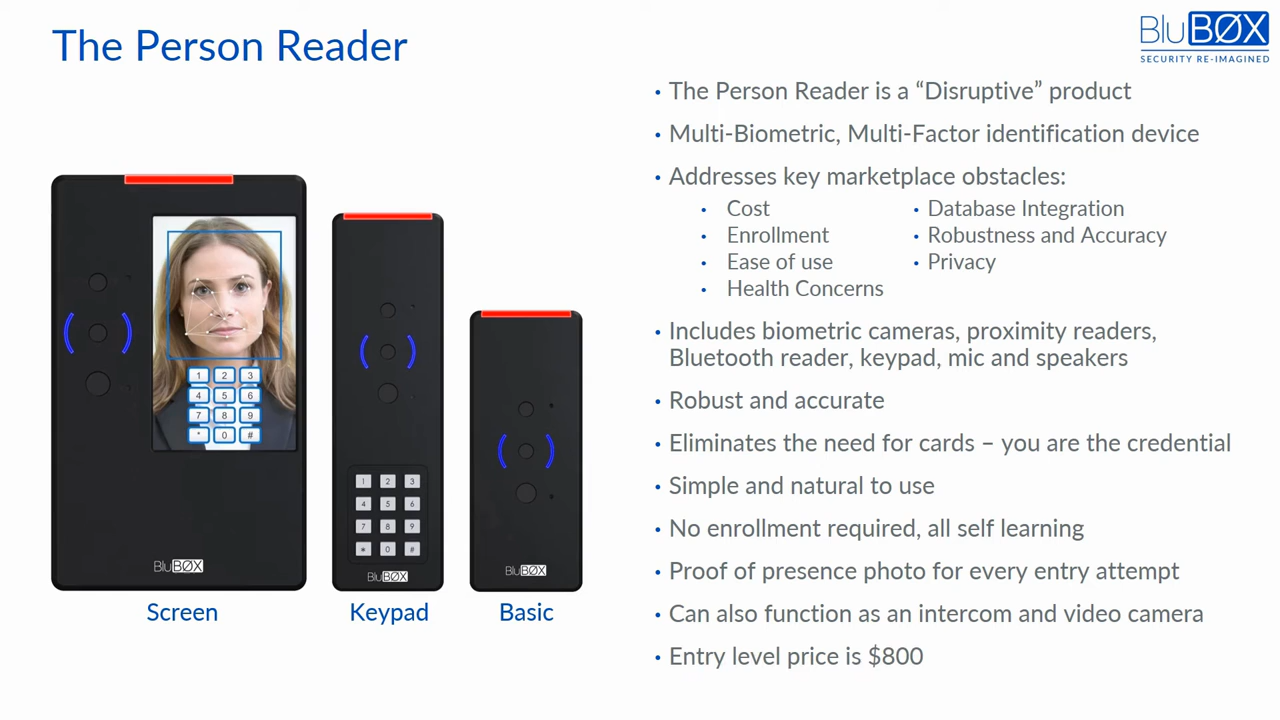 The Person Reader
BluBØX
SECURITY RE-IMAGINED
• The Person Reader is a “Disruptive” product
• Multi-Biometric, Multi-Factor identification device
• Addresses key marketplace obstacles:
• Cost
• Enrollment
• Ease of use
• Health Concerns
• Database Integration
• Robustness and Accuracy
• Privacy
• Includes biometric cameras, proximity readers,
Bluetooth reader, keypad, mic and speakers
• Robust and accurate
• Eliminates the need for cards – you are the credential
• Simple and natural to use
• No enrollment required, all self learning
• Proof of presence photo for every entry attempt
• Can also function as an intercom and video camera
• Entry level price is $800
1 2 3
4 5 6
7 8 9
* 0 #
BluBØX
Screen
1 2 3
4 5 6
7 8 9
* 0 #
BluBØX
Keypad
BluBØX
Basic